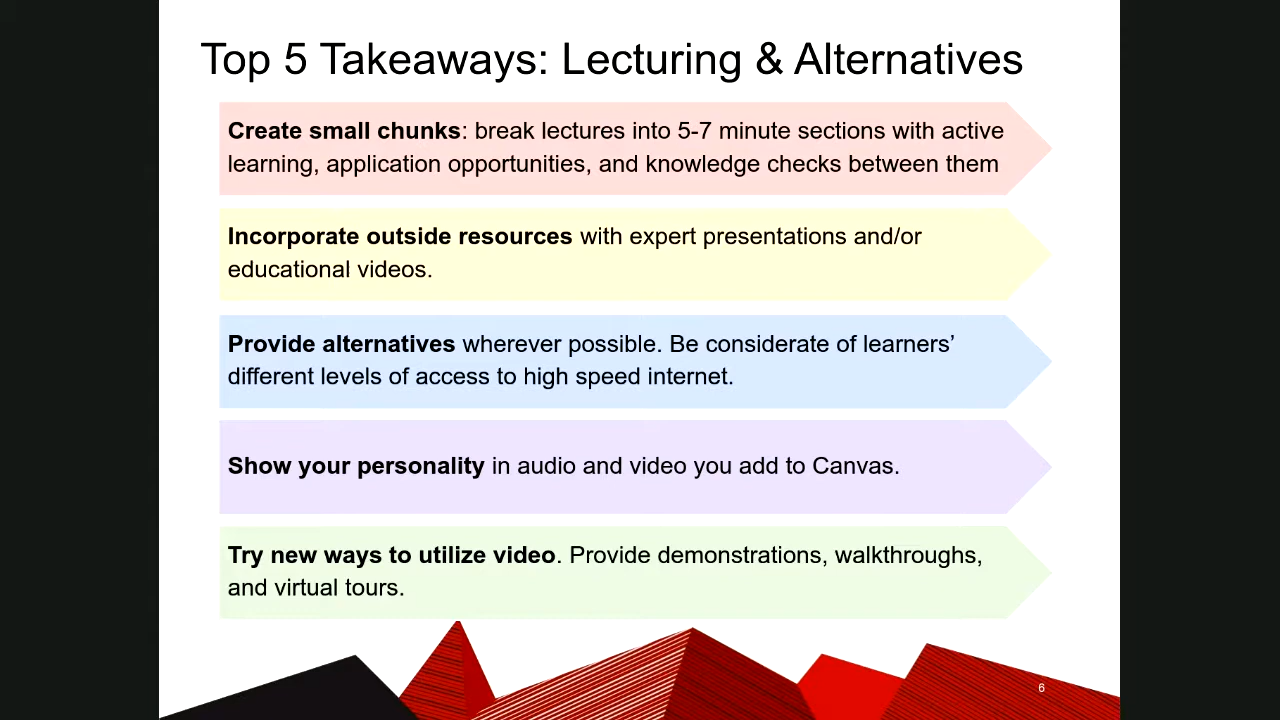 Top 5 Takeaways: Lecturing & Alternatives
Create small chunks: break lectures into 5-7 minute sections with active
learning, application opportunities, and knowledge checks between them
Incorporate outside resources with expert presentations and/or
educational videos.
Provide alternatives wherever possible. Be considerate of learners’
different levels of access to high speed internet.
Show your personality in audio and video you add to Canvas.
Try new ways to utilize video. Provide demonstrations, walkthroughs,
and virtual tours.
6